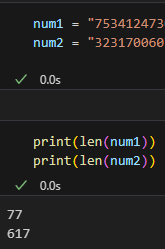 num1 = "753412473
num2 = "323170060
0.0s
print(len(num1))
print(len(num2))
0.0s
77
617